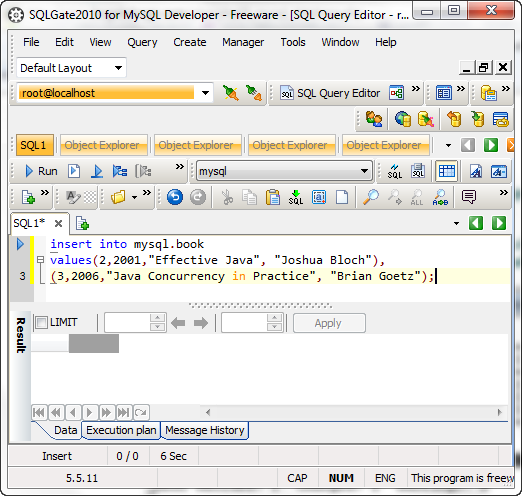 SQLGate2010 for MySQL Developer - Freeware - [SQL Query Editor - r...
File Edit View Query Create Manager Tools Window Help
Default Layout
root@localhost SQL Query Editor
SQL1 Object Explorer Object Explorer Object Explorer Object Explorer
Run mysql SQL SQL
SQL ALL
SQL1*
insert into mysql.book
values(2,2001,"Effective Java", "Joshua Bloch"),
3 (3,2006,"Java Concurrency in Practice", "Brian Goetz");
LIMIT Apply
Result
Data Execution plan Message History
Insert 0 / 0 6 Sec
5.5.11 CAP NUM ENG This program is freew